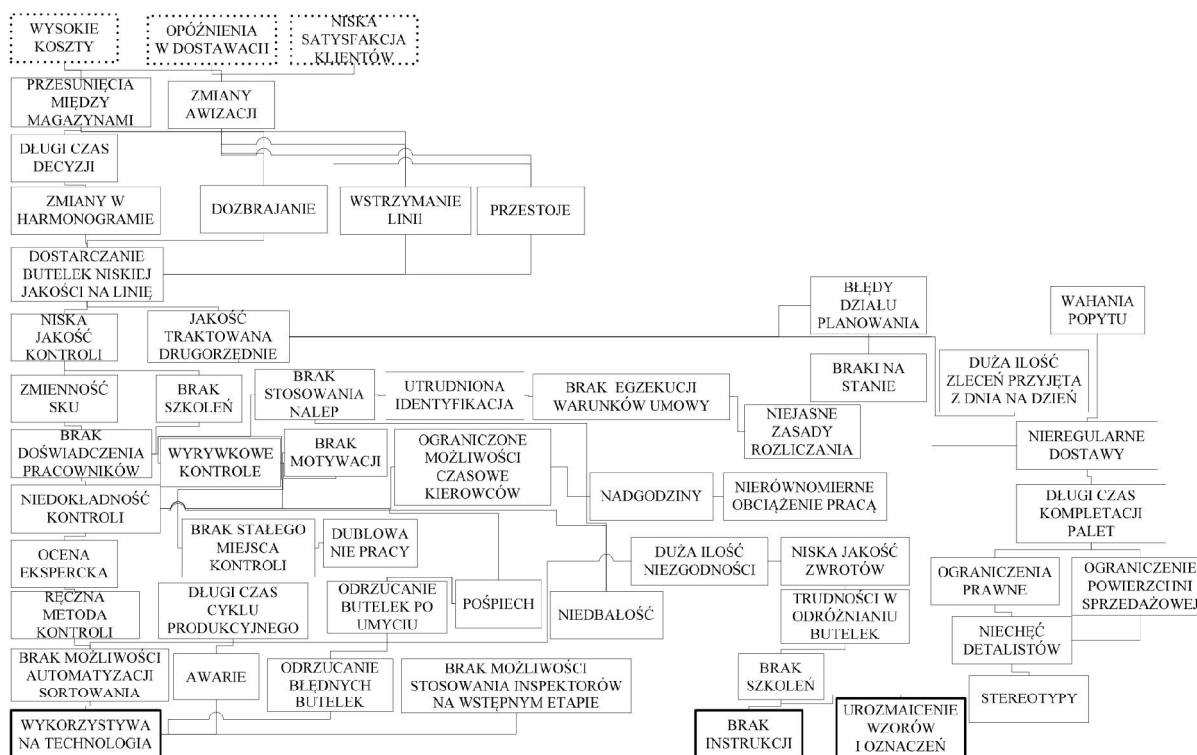 WYSOKIE
KOSZTY
OPÓŹNIENIA
W DOSTAWACH
NISKA
SATYSFAKCJA
KLIENTÓW
PRZESUNIĘCIA
MIĘDZY
MAGAZYNAMI
ZMIANY
AWIZACJI
DŁUGI CZAS
DECYZJI
ZMIANY W
HARMONOGRAMIE
DOZBRAJANIE
WSTRZYMANIE
LINII
PRZESTOJE
DOSTARCZANIE
BUTELEK NISKIEJ
JAKOŚCI NA LINIĘ
BŁĘDY
DZIAŁU
PLANOWANIA
WAHANIA
POPYTU
NISKA
JAKOŚĆ
KONTROLI
JAKOŚĆ
TRAKTOWANA
DRUGORZĘDNIE
BRAKI NA
STANIE
DUŻA ILOŚĆ
ZLECEŃ PRZYJĘTA
Z DNIA NA DZIEŃ
ZMIENNOŚĆ
SKU
BRAK
SZKOLEŃ
BRAK
STOSOWANIA
NALEP
UTRUDNIONA
IDENTYFIKACJA
BRAK EGZEKUCJI
WARUNKÓW UMOWY
NIEJASNE
ZASADY
ROZLICZANIA
BRAK
DOŚWIADCZENIA
PRACOWNIKÓW
WYRYWKOWE
KONTROLE
BRAK
MOTYWACJI
OGRANICZONE
MOŻLIWOŚCI
CZASOWE
KIEROWCÓW
NIEREGULARNE
DOSTAWY
NIEDOKŁADNOŚĆ
KONTROLI
NADGODZINY
NIERÓWNOMIERNE
OBCIĄŻENIE PRACĄ
DŁUGI CZAS
KOMPLETACJI
PALET
BRAK STAŁEGO
MIEJSCA
KONTROLI
DUBLOWA
NIE PRACY
OCENA
EKSPERCKA
DUŻA ILOŚĆ
NIEZGODNOŚCI
NISKA JAKOŚĆ
ZWROTÓW
OGRANICZENIA
PRAWNE
OGRANICZENIE
POWIERZCHNI
SPRZEDAŻOWEJ
RĘCZNA
METODA
KONTROLI
DŁUGI CZAS
CYKLU
PRODUKCYJNEGO
ODRZUCANIE
BUTELEK PO
UMYCIU
POŚPIECH
NIEDBAŁOŚĆ
TRUDNOŚCI W
ODRÓŻNIANIU
BUTELEK
NIECHĘĆ
DETALISTÓW
BRAK MOŻLIWOŚCI
AUTOMATYZACJI
SORTOWANIA
AWARIE
ODRZUCANIE
BŁĘDNYCH
BUTELEK
BRAK MOŻLIWOŚCI
STOSOWANIA INSPEKTORÓW
NA WSTĘPNYM ETAPIE
BRAK
SZKOLEŃ
STEREOTYPY
WYKORZYSTYWA
NA TECHNOLOGIA
BRAK
INSTRUKCJI
UROZMAICENIE
WZORÓW
I OZNACZEŃ